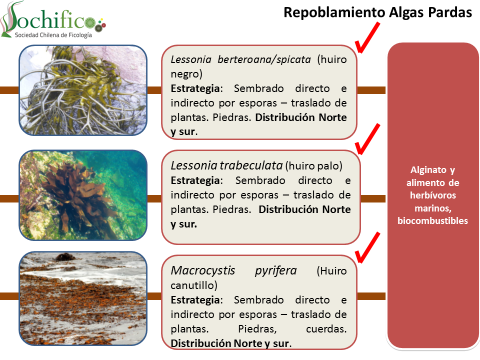 Sochifico
Sociedad Chilena de Ficología
Repoblamiento Algas Pardas
Lessonia berteroana/spicata (huiro
negro)
Estrategia: Sembrado directo e
indirecto por esporas – traslado de
plantas. Piedras. Distribución Norte
y sur.
Lessonia trabeculata (huiro palo)
Estrategia: Sembrado directo e
indirecto por esporas – traslado de
plantas. Piedras. Distribución Norte
y sur.
Macrocystis pyrifera (Huiro
canutillo)
Estrategia: Sembrado directo e
indirecto por esporas – traslado de
plantas. Piedras, cuerdas.
Distribución Norte y sur.
Alginato y
alimento de
herbívoros
marinos,
biocombustibles